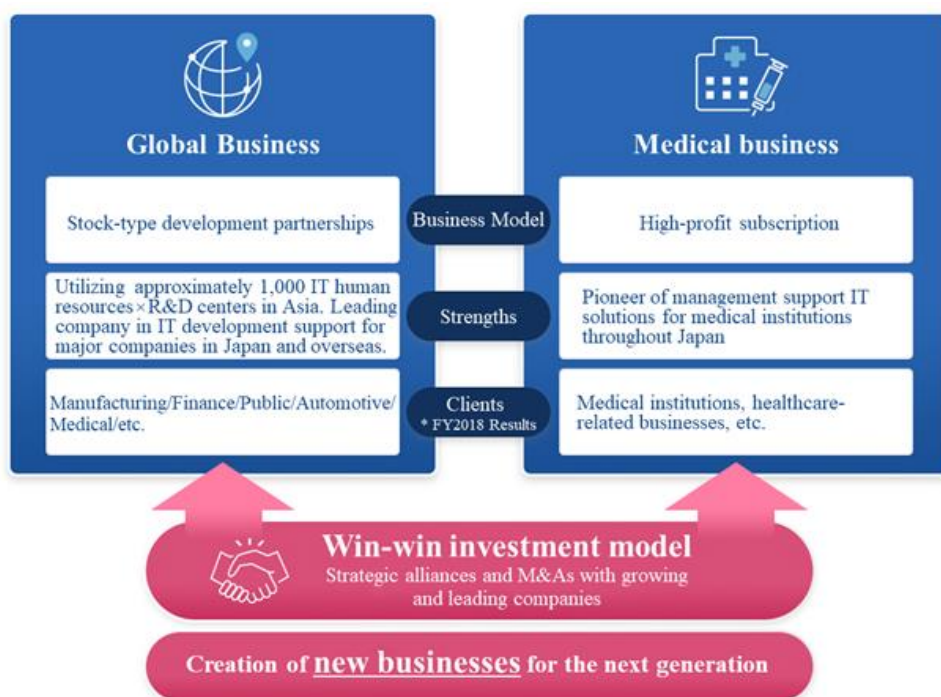 Global Business
Medical business
Stock-type development partnerships
Business Model
High-profit subscription
Utilizing approximately 1,000 IT human
resources×R&D centers in Asia. Leading
company in IT development support for
major companies in Japan and overseas.
Strengths
Pioneer of management support IT
solutions for medical institutions
throughout Japan
Manufacturing/Finance/Public/Automotive/
Medical/etc.
Clients
* FY2018 Results
Medical institutions, healthcare-
related businesses, etc.
Win-win investment model
Strategic alliances and M&As with growing
and leading companies
Creation of new businesses for the next generation